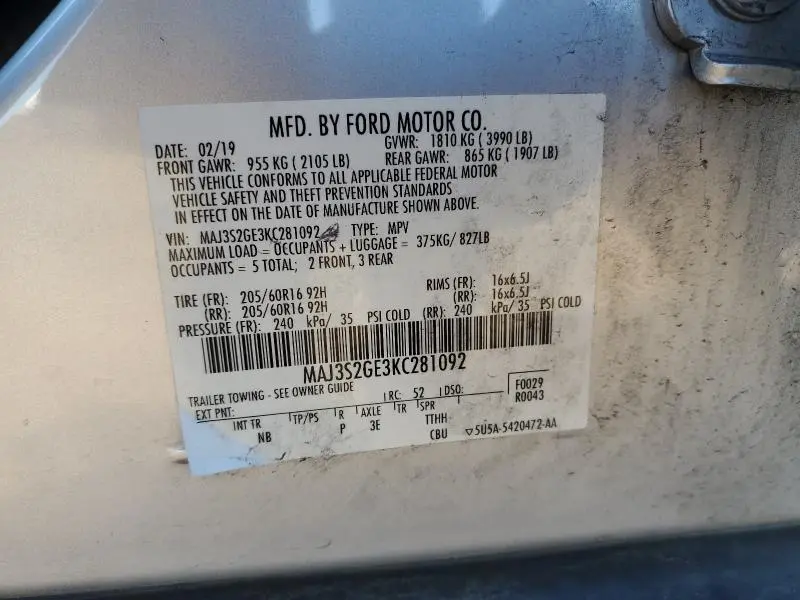 MFD. BY FORD MOTOR CO.
DATE: 02/19 GVWR: 1810 KG ( 3990 LB)
FRONT GAWR: 955 KG ( 2105 LB) REAR GAWR: 865 KG ( 1907 LB)
THIS VEHICLE CONFORMS TO ALL APPLICABLE FEDERAL MOTOR
VEHICLE SAFETY AND THEFT PREVENTION STANDARDS
IN EFFECT ON THE DATE OF MANUFACTURE SHOWN ABOVE.
VIN: MAJ3S2GE3KC281092 TYPE: MPV
MAXIMUM LOAD = OCCUPANTS + LUGGAGE = 375KG/ 827LB
OCCUPANTS = 5 TOTAL; 2 FRONT, 3 REAR
TIRE (FR): 205/60R16 92H RIMS (FR): 16x6.5J
(RR): 205/60R16 92H (RR): 16x6.5J
PRESSURE (FR): 240 kPa/ 35 PSI COLD (RR): 240 kPa/ 35 PSI COLD
MAJ3S2GE3KC281092
TRAILER TOWING - SEE OWNER GUIDE
EXT PNT: RC: 52 DSO: F0029
R0043
INT TR TP/PS R AXLE TR SPR
NB P 3E TTHH
CBU ▽5U5A-5420472-AA